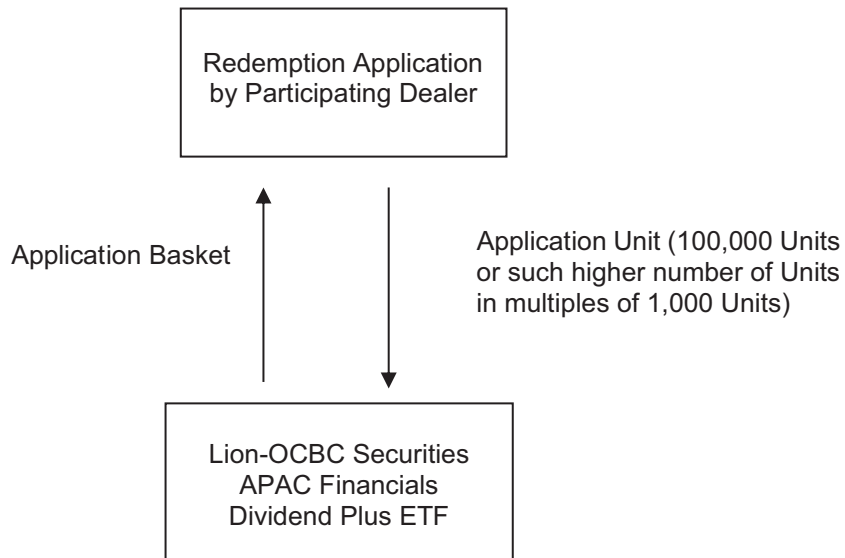 Redemption Application
by Participating Dealer
Application Basket
Application Unit (100,000 Units
or such higher number of Units
in multiples of 1,000 Units)
Lion-OCBC Securities
APAC Financials
Dividend Plus ETF